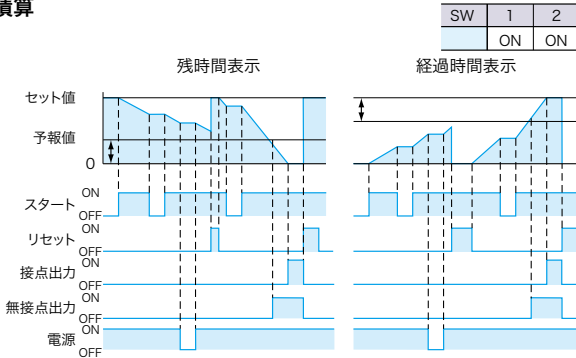 積算
SW 1 2
ON ON
残時間表示 経過時間表示
セット値
予報値
0
スタート ON
OFF
リセット ON
OFF
接点出力 ON
OFF
無接点出力 ON
OFF
電源 ON
OFF